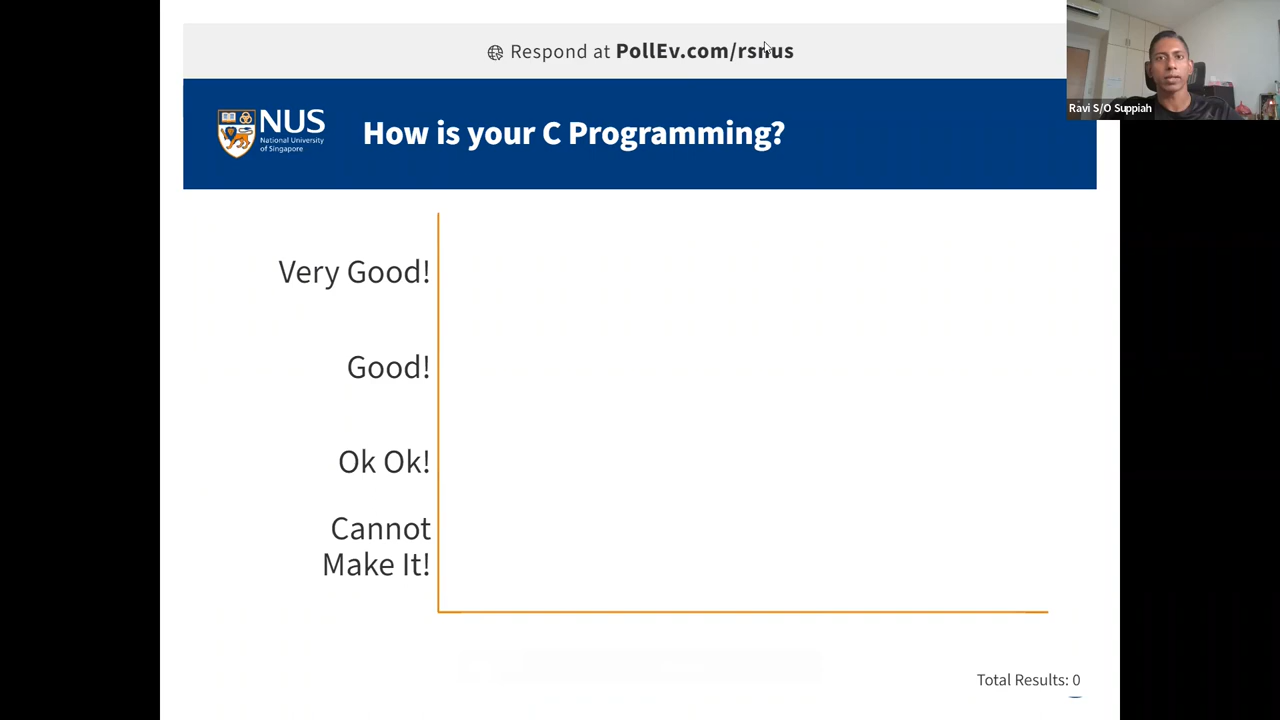 Respond at PollEv.com/rsnus
Ravi S/O Suppiah
NUS
National University
of Singapore
How is your C Programming?
Very Good!
Good!
Ok Ok!
Cannot
Make It!
Total Results: 0